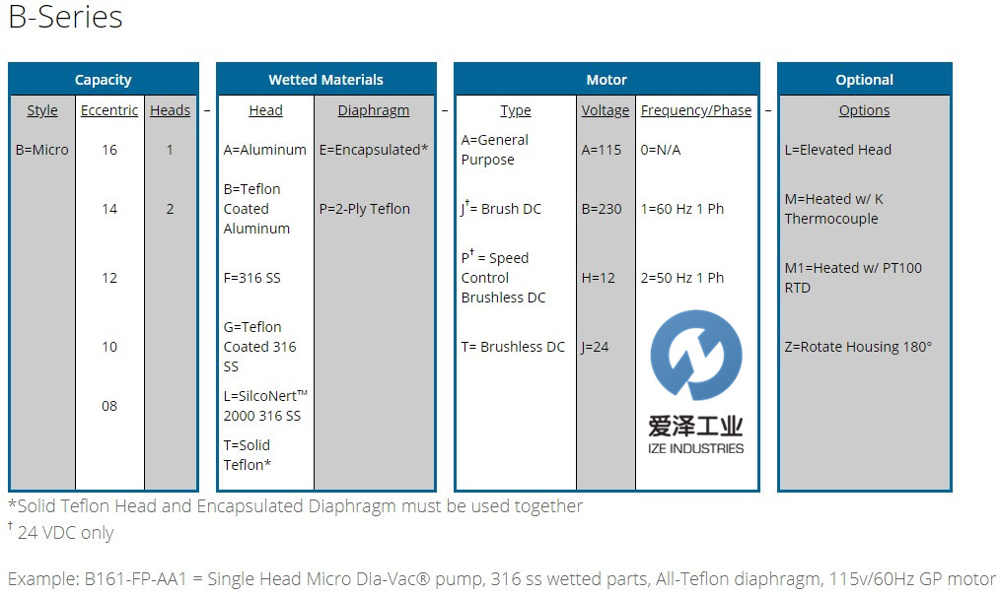 B-Series
Capacity
Wetted Materials
Motor
Optional
Style
Eccentric
Heads
–
Head
Diaphragm
–
Type
Voltage
Frequency/Phase
–
Options
B=Micro
16
1
A=Aluminum
E=Encapsulated*
A=General
Purpose
A=115
0=N/A
L=Elevated Head
14
2
B=Teflon
Coated
Aluminum
P=2-Ply Teflon
J†= Brush DC
B=230
1=60 Hz 1 Ph
M=Heated w/ K
Thermocouple
12
F=316 SS
P† = Speed
Control
Brushless DC
H=12
2=50 Hz 1 Ph
M1=Heated w/ PT100
RTD
10
G=Teflon
Coated 316
SS
T= Brushless DC
J=24
Z=Rotate Housing 180°
08
L=SilcoNert™
2000 316 SS
T=Solid
Teflon*
爱泽工业
IZE INDUSTRIES
*Solid Teflon Head and Encapsulated Diaphragm must be used together
† 24 VDC only
Example: B161-FP-AA1 = Single Head Micro Dia-Vac® pump, 316 ss wetted parts, All-Teflon diaphragm, 115v/60Hz GP motor